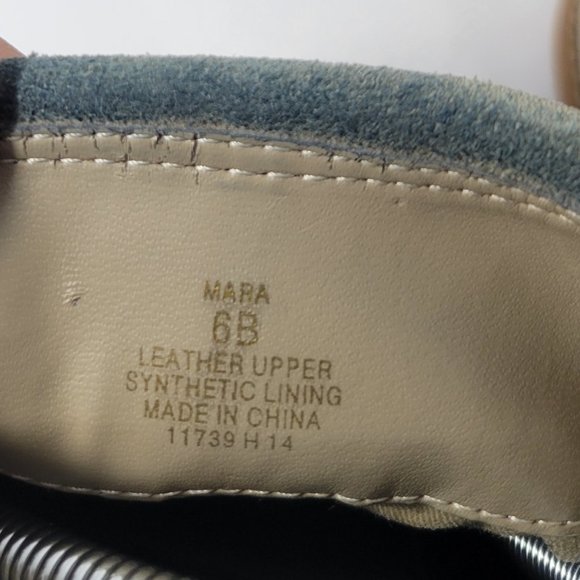 MARA
6B
LEATHER UPPER
SYNTHETIC LINING
MADE IN CHINA
11739 H 14